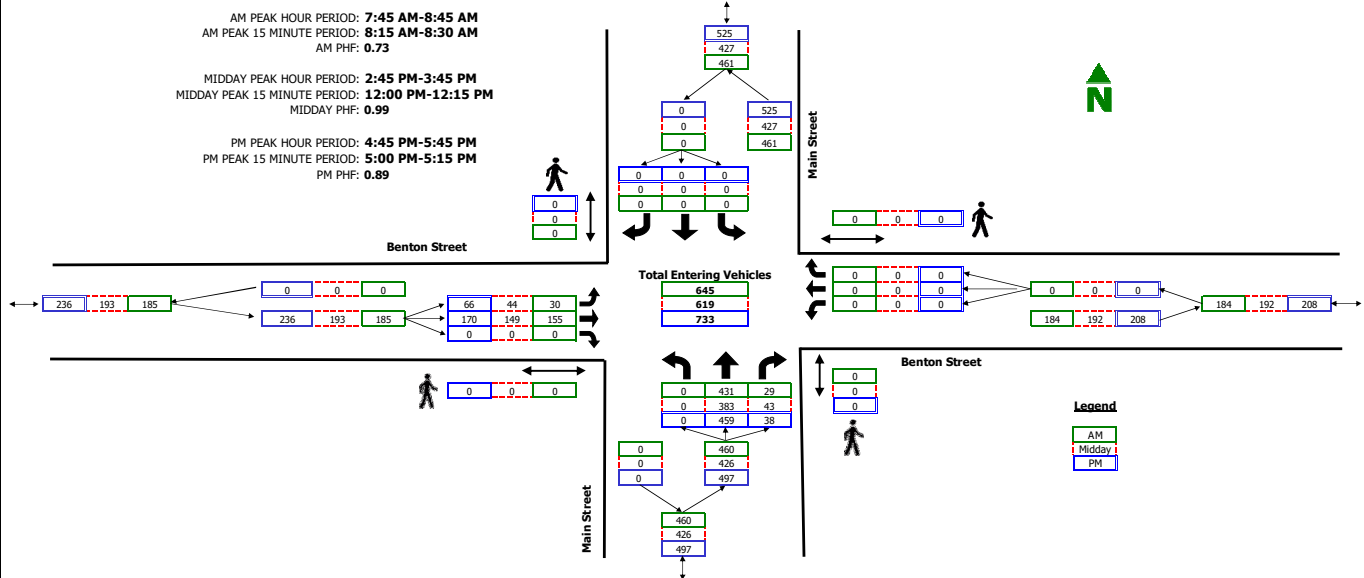 AM PEAK HOUR PERIOD: 7:45 AM-8:45 AM
AM PEAK 15 MINUTE PERIOD: 8:15 AM-8:30 AM
AM PHF: 0.73
MIDDAY PEAK HOUR PERIOD: 2:45 PM-3:45 PM
MIDDAY PEAK 15 MINUTE PERIOD: 12:00 PM-12:15 PM
MIDDAY PHF: 0.99
PM PEAK HOUR PERIOD: 4:45 PM-5:45 PM
PM PEAK 15 MINUTE PERIOD: 5:00 PM-5:15 PM
PM PHF: 0.89
525
427
461
0 525
0 427
0 461
0 0 0
0 0 0
0 0 0
Main Street
N
0
0
0
0 0 0
Benton Street
Total Entering Vehicles
645
619
733
236 193 185
0 0 0
236 193 185
66 44 30
170 149 155
0 0 0
0 0 0
0 0 0
0 0 0
0 0 0
184 192 208
184 192 208
Benton Street
0 0 0
0 431 29
0 383 43
0 459 38
0
0
0
0 460
0 426
0 497
460
426
497
Main Street
Legend
AM
Midday
PM